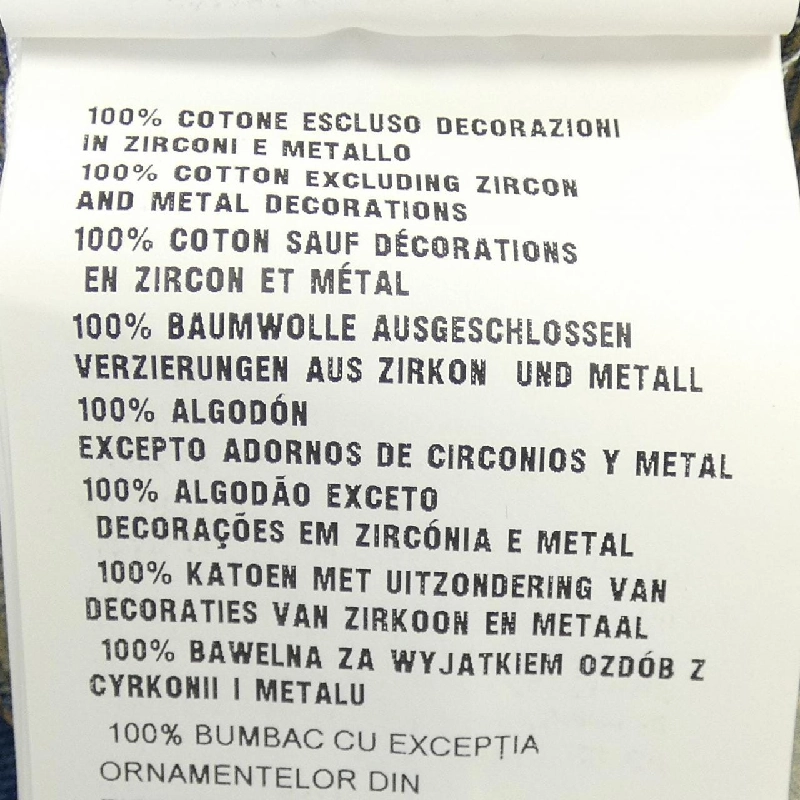 100% COTONE ESCLUSO DECORAZIONI
IN ZIRCONI E METALLO
100% COTTON EXCLUDING ZIRCON
AND METAL DECORATIONS
100% COTON SAUF DÉCORATIONS
EN ZIRCON ET MÉTAL
100% BAUMWOLLE AUSGESCHLOSSEN
VERZIERUNGEN AUS ZIRKON UND METALL
100% ALGODÓN
EXCEPTO ADORNOS DE CIRCONIOS Y METAL
100% ALGODÃO EXCETO
DECORAÇÕES EM ZIRCÓNIA E METAL
100% KATOEN MET UITZONDERING VAN
DECORATIES VAN ZIRKOON EN METAAL
100% BAWELNA ZA WYJATKIEM OZDÓB Z
CYRKONII I METALU
100% BUMBAC CU EXCEPȚIA
ORNAMENTELOR DIN